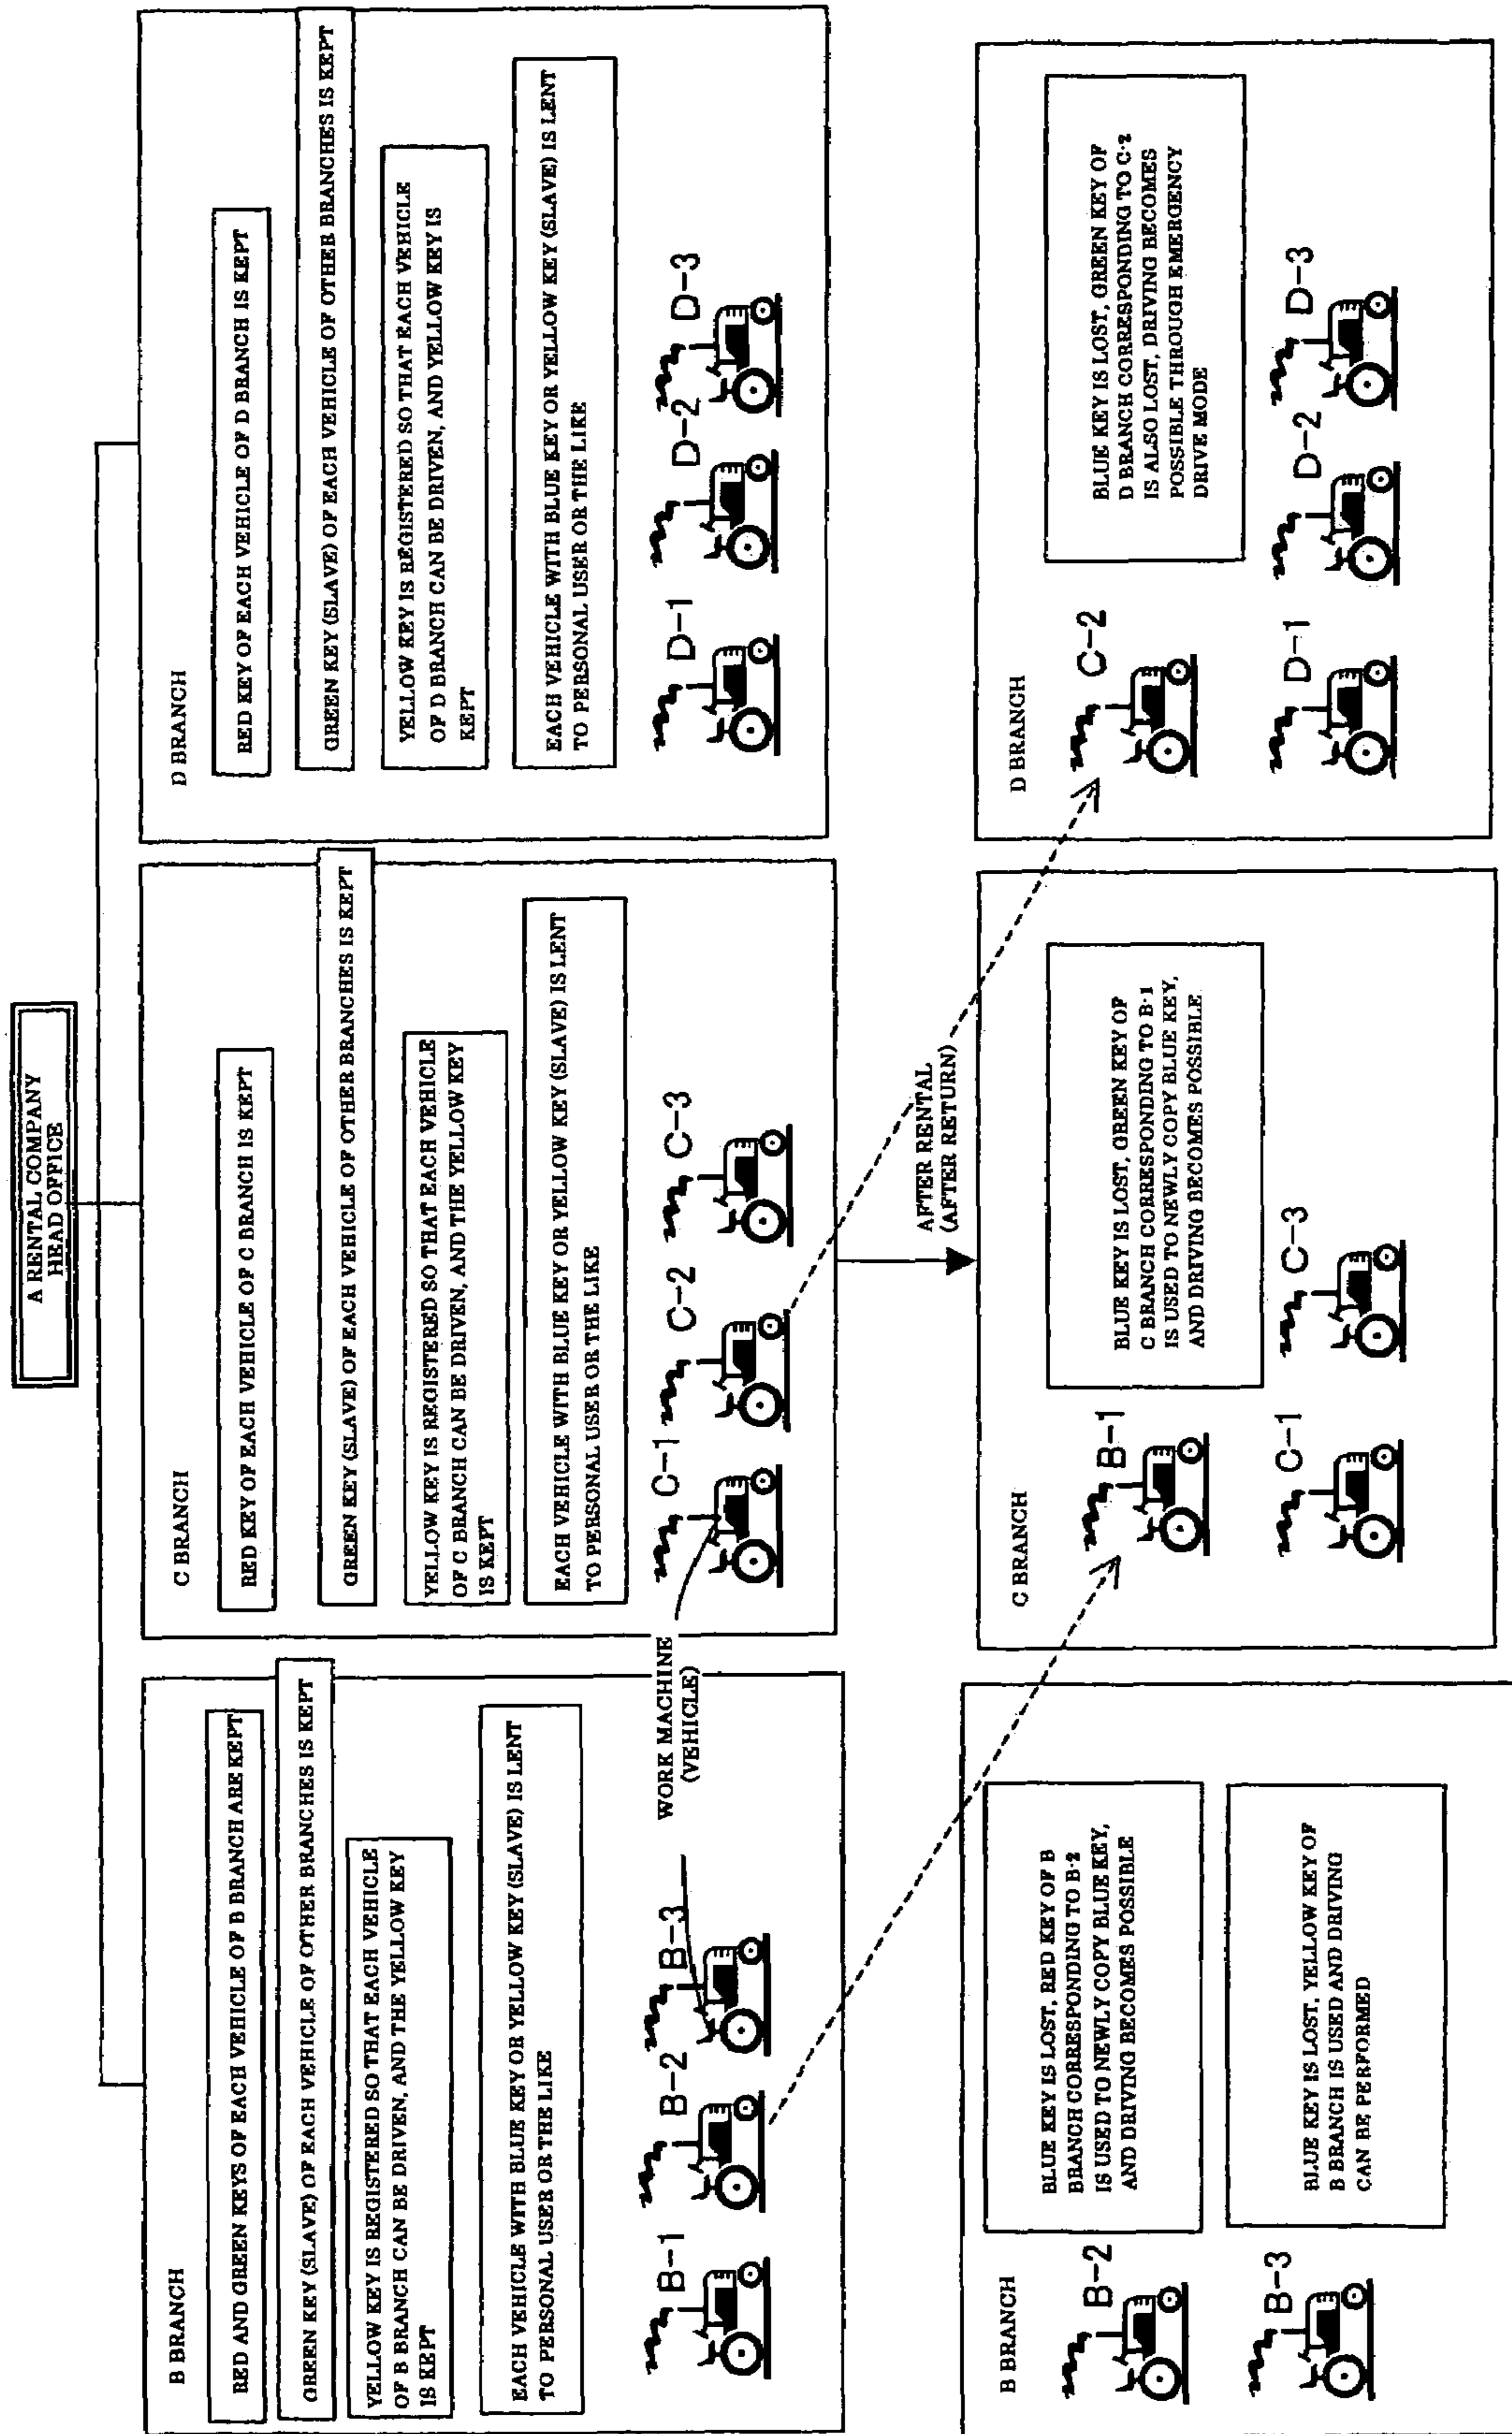 A RENTAL COMPANY
HEAD OFFICE
B BRANCH
RED AND GREEN KEYS OF EACH VEHICLE OF B BRANCH ARE KEPT
GREEN KEY (SLAVE) OF EACH VEHICLE OF OTHER BRANCHES IS KEPT
YELLOW KEY IS REGISTERED SO THAT EACH VEHICLE
OF B BRANCH CAN BE DRIVEN, AND THE YELLOW KEY
IS KEPT
EACH VEHICLE WITH BLUE KEY OR YELLOW KEY (SLAVE) IS LENT
TO PERSONAL USER OR THE LIKE
B-1
B-2
B-3
WORK MACHINE
(VEHICLE)
C BRANCH
RED KEY OF EACH VEHICLE OF C BRANCH IS KEPT
GREEN KEY (SLAVE) OF EACH VEHICLE OF OTHER BRANCHES IS KEPT
YELLOW KEY IS REGISTERED SO THAT EACH VEHICLE
OF C BRANCH CAN BE DRIVEN, AND THE YELLOW KEY
IS KEPT
EACH VEHICLE WITH BLUE KEY OR YELLOW KEY (SLAVE) IS LENT
TO PERSONAL USER OR THE LIKE
C-1
C-2
C-3
D BRANCH
RED KEY OF EACH VEHICLE OF D BRANCH IS KEPT
GREEN KEY (SLAVE) OF EACH VEHICLE OF OTHER BRANCHES IS KEPT
YELLOW KEY IS REGISTERED SO THAT EACH VEHICLE
OF D BRANCH CAN BE DRIVEN, AND YELLOW KEY IS
KEPT
EACH VEHICLE WITH BLUE KEY OR YELLOW KEY (SLAVE) IS LENT
TO PERSONAL USER OR THE LIKE
D-1
D-2
D-3
AFTER RENTAL
(AFTER RETURN)
B BRANCH
B-2
BLUE KEY IS LOST, RED KEY OF B
BRANCH CORRESPONDING TO B-2
IS USED TO NEWLY COPY BLUE KEY,
AND DRIVING BECOMES POSSIBLE
B-3
BLUE KEY IS LOST, YELLOW KEY OF
B BRANCH IS USED AND DRIVING
CAN BE PERFORMED
C BRANCH
B-1
BLUE KEY IS LOST, GREEN KEY OF
C BRANCH CORRESPONDING TO B-1
IS USED TO NEWLY COPY BLUE KEY,
AND DRIVING BECOMES POSSIBLE
C-1
C-3
D BRANCH
C-2
BLUE KEY IS LOST, GREEN KEY OF
D BRANCH CORRESPONDING TO C-2
IS ALSO LOST, DRIVING BECOMES
POSSIBLE THROUGH EMERGENCY
DRIVE MODE
D-1
D-2
D-3